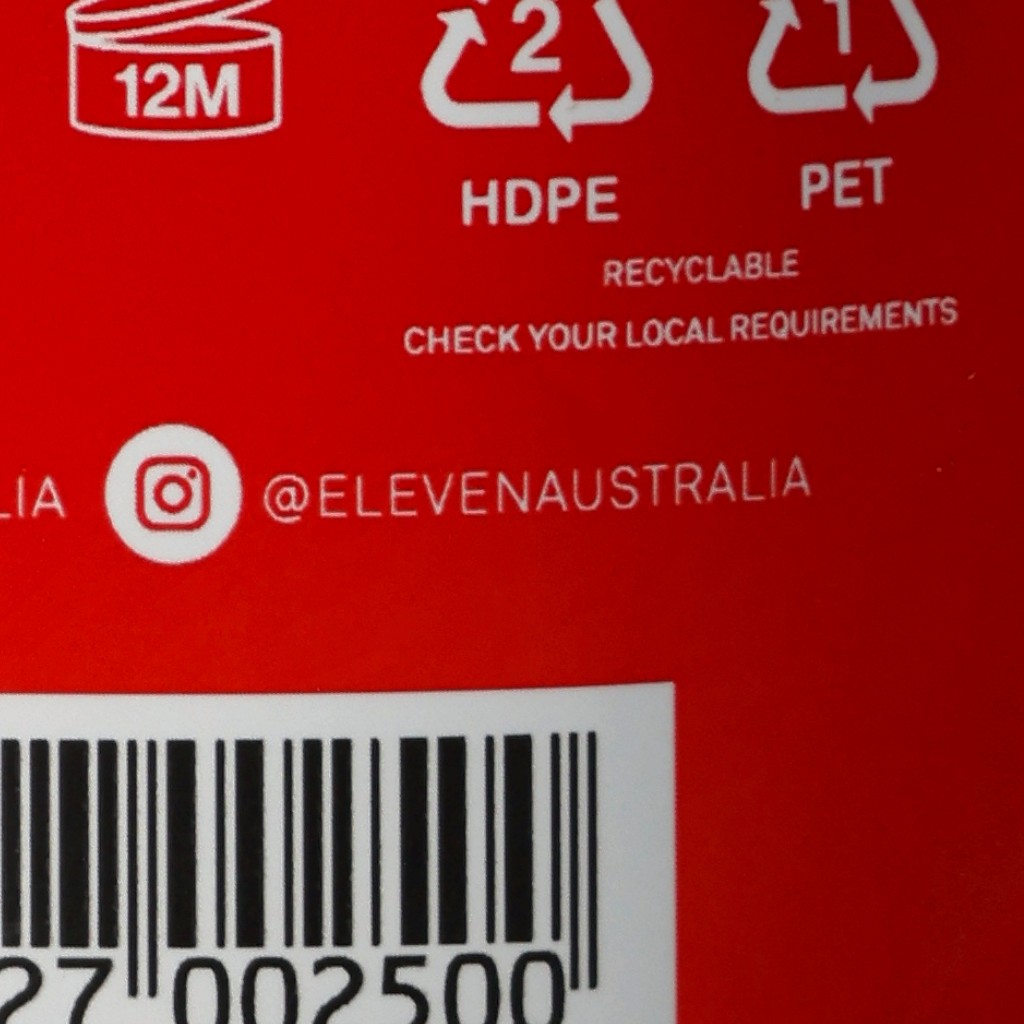 12M
2
1
HDPE
PET
RECYCLABLE
CHECK YOUR LOCAL REQUIREMENTS
LIA
@ELEVENAUSTRALIA
27 002500